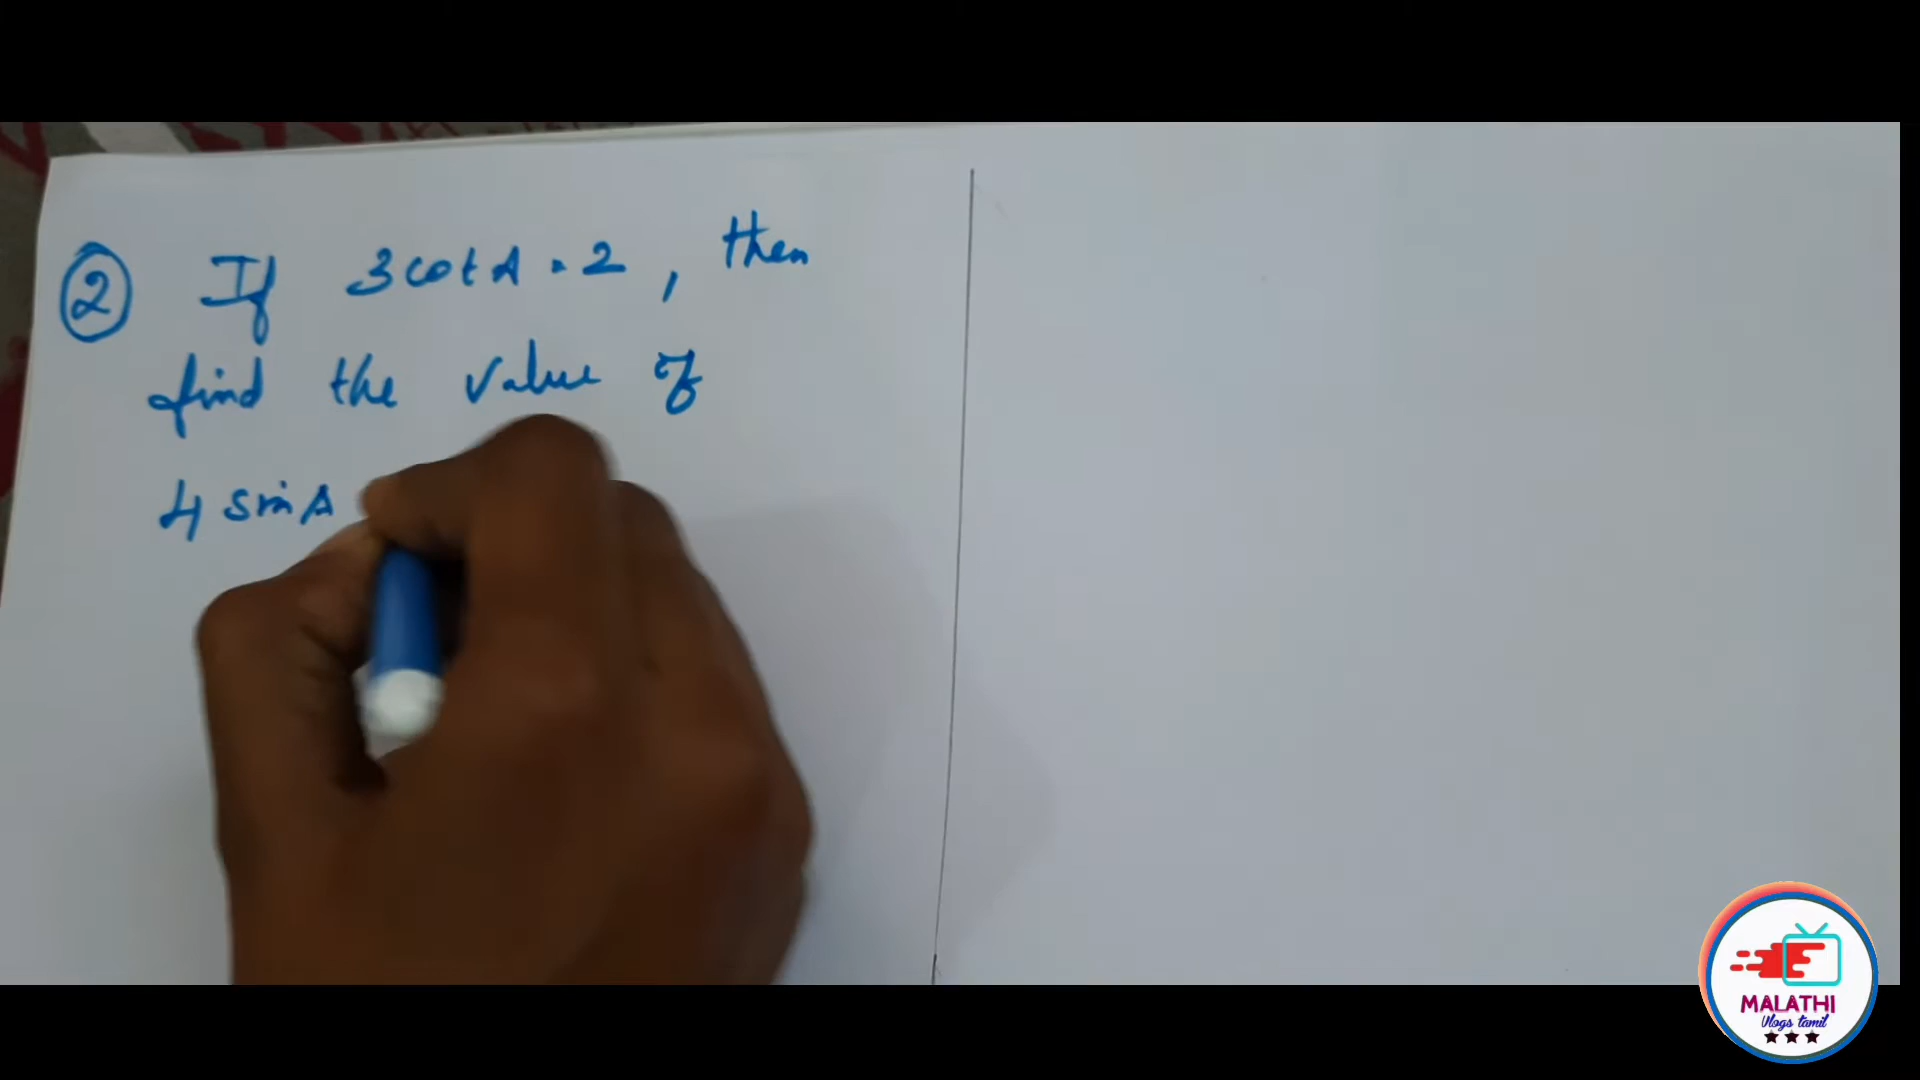 ② If 3cotA = 2, then
find the value of
4 sinA
MALATHI
Vlogs tamil